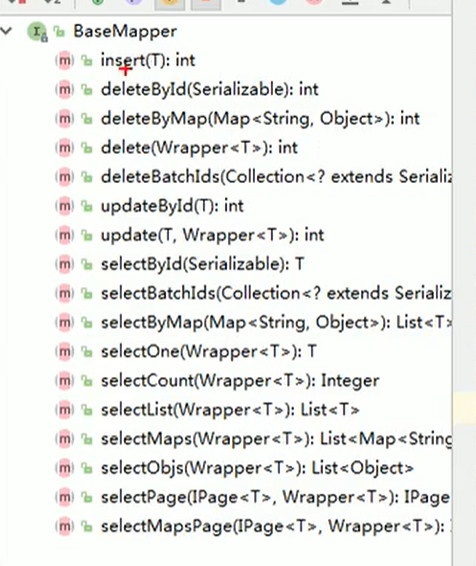 BaseMapper
insert(T): int
deleteById(Serializable): int
deleteByMap(Map<String, Object>): int
delete(Wrapper<T>): int
deleteBatchIds(Collection<? extends Serializ
updateById(T): int
update(T, Wrapper<T>): int
selectById(Serializable): T
selectBatchIds(Collection<? extends Serializ
selectByMap(Map<String, Object>): List<T>
selectOne(Wrapper<T>): T
selectCount(Wrapper<T>): Integer
selectList(Wrapper<T>): List<T>
selectMaps(Wrapper<T>): List<Map<String
selectObjs(Wrapper<T>): List<Object>
selectPage(IPage<T>, Wrapper<T>): IPage
selectMapsPage(IPage<T>, Wrapper<T>):